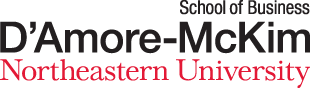 School of Business
D'Amore-McKim
Northeastern University